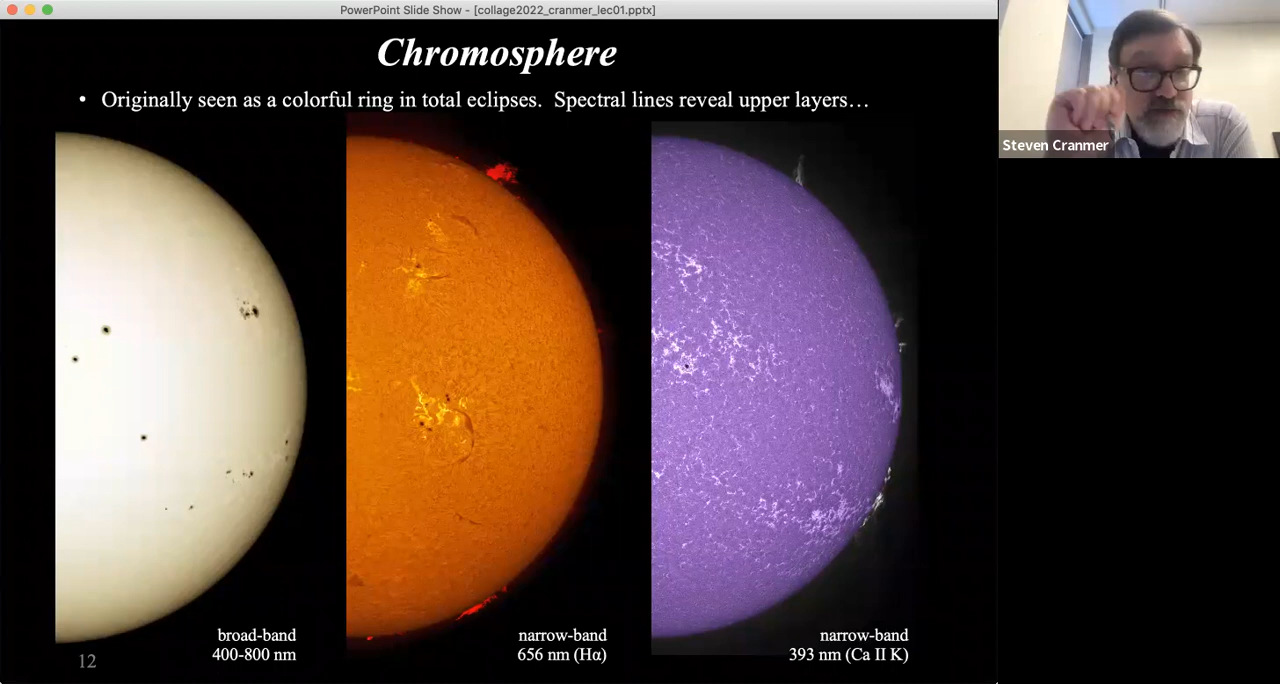 PowerPoint Slide Show - [collage2022_cranmer_lec01.pptx]
Chromosphere
• Originally seen as a colorful ring in total eclipses. Spectral lines reveal upper layers…
Steven Cranmer
broad-band
400-800 nm
narrow-band
656 nm (Hα)
narrow-band
393 nm (Ca II K)
12